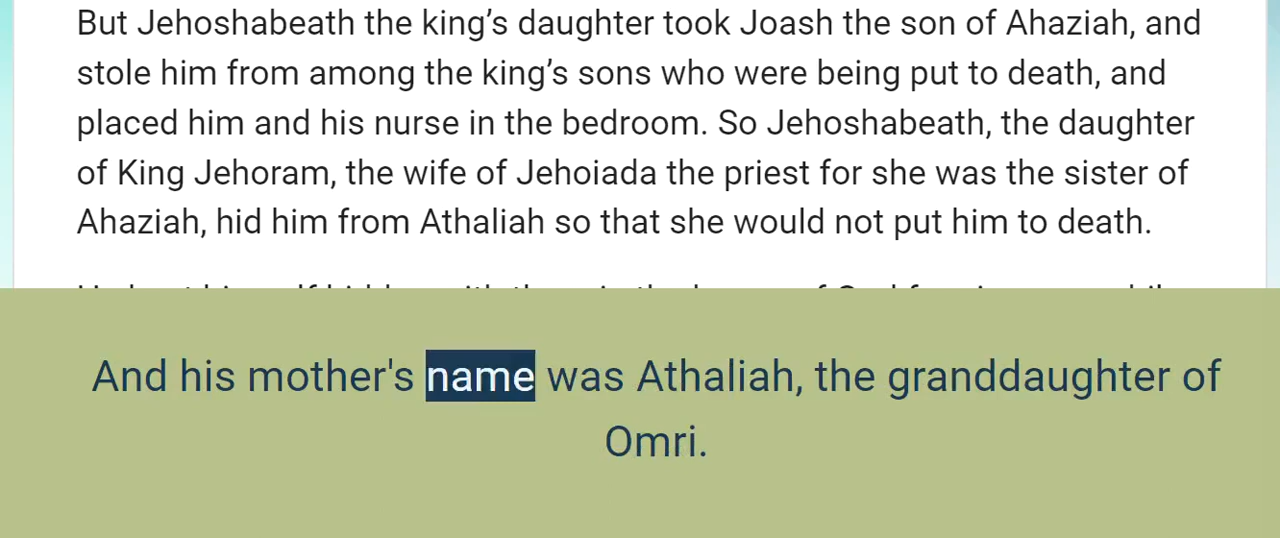 But Jehoshabeath the king’s daughter took Joash the son of Ahaziah, and
stole him from among the king’s sons who were being put to death, and
placed him and his nurse in the bedroom. So Jehoshabeath, the daughter
of King Jehoram, the wife of Jehoiada the priest for she was the sister of
Ahaziah, hid him from Athaliah so that she would not put him to death.
And his mother's name was Athaliah, the granddaughter of
Omri.